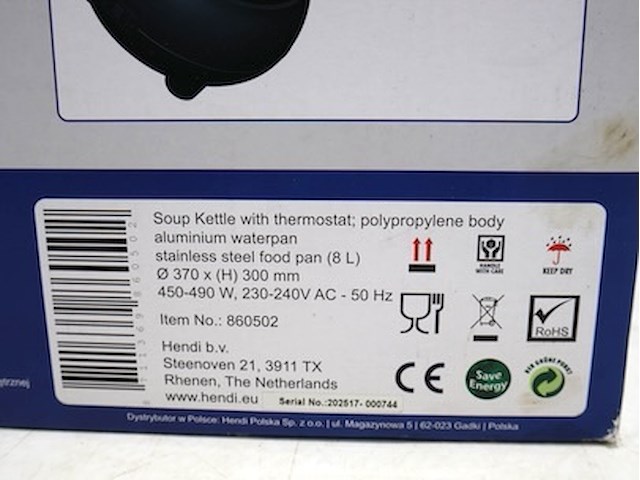 Soup Kettle with thermostat; polypropylene body
aluminium waterpan
stainless steel food pan (8 L)
Ø 370 x (H) 300 mm
450-490 W, 230-240V AC - 50 Hz
Item No.: 860502
Hendi b.v.
Steenoven 21, 3911 TX
Rhenen, The Netherlands
www.hendi.eu
Serial No.:202517- 000744
HANDLE
WITH CARE
KEEP DRY
RoHS
CE
Save
Energy
DER GRÜNE PUNKT
Dystrybutor w Polsce: Hendi Polska Sp. z o.o. | ul. Magazynowa 5 | 62-023 Gadki | Polska